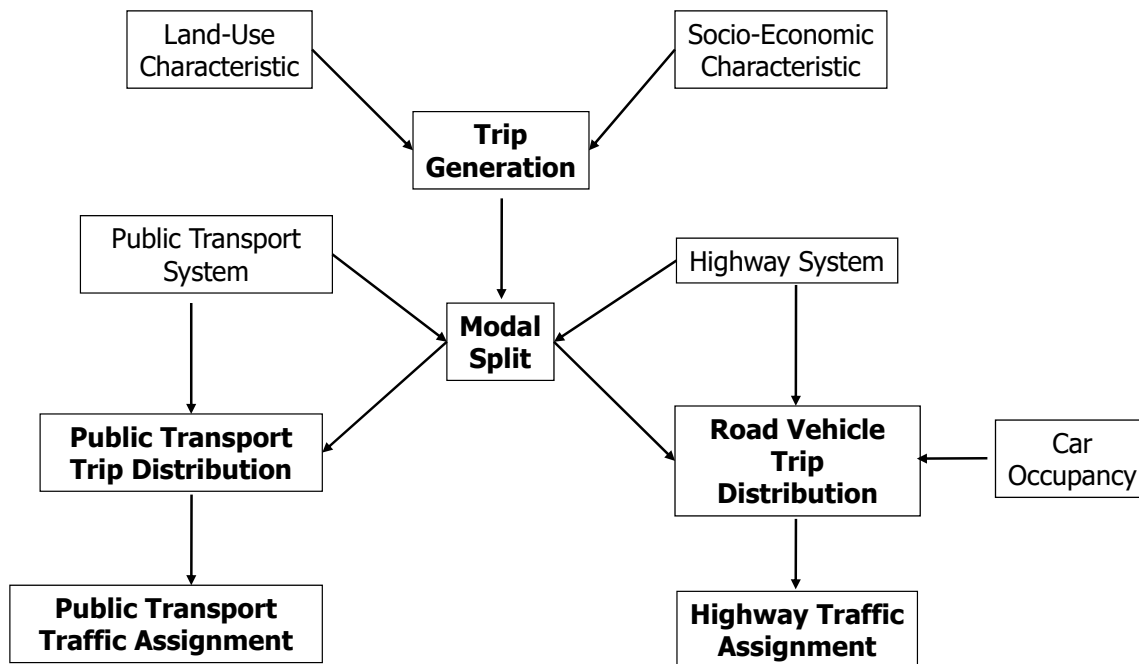 Land-Use
Characteristic
Socio-Economic
Characteristic
Trip
Generation
Public Transport
System
Highway System
Modal
Split
Public Transport
Trip Distribution
Road Vehicle
Trip
Distribution
Car
Occupancy
Public Transport
Traffic Assignment
Highway Traffic
Assignment